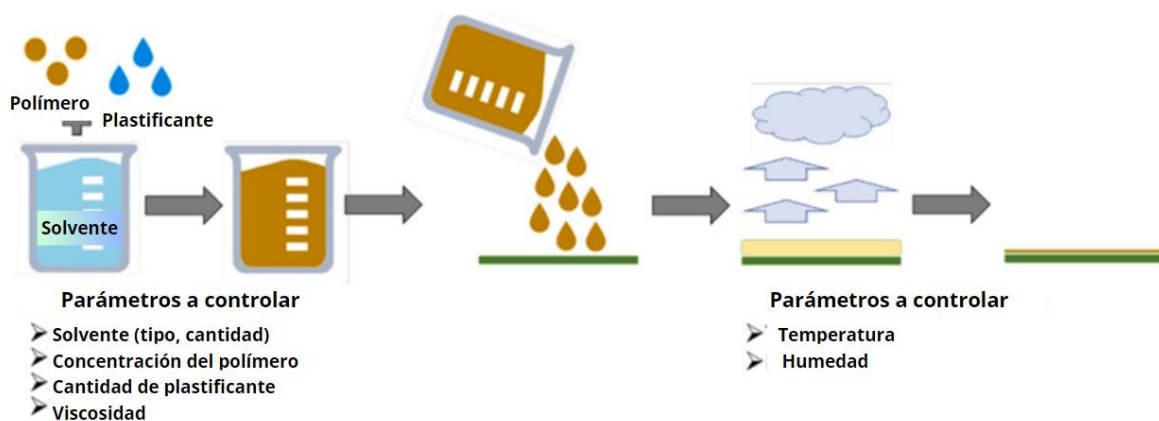 Polímero
Plastificante
Solvente
Parámetros a controlar
Solvente (tipo, cantidad)
Concentración del polímero
Cantidad de plastificante
Viscosidad
Parámetros a controlar
Temperatura
Humedad